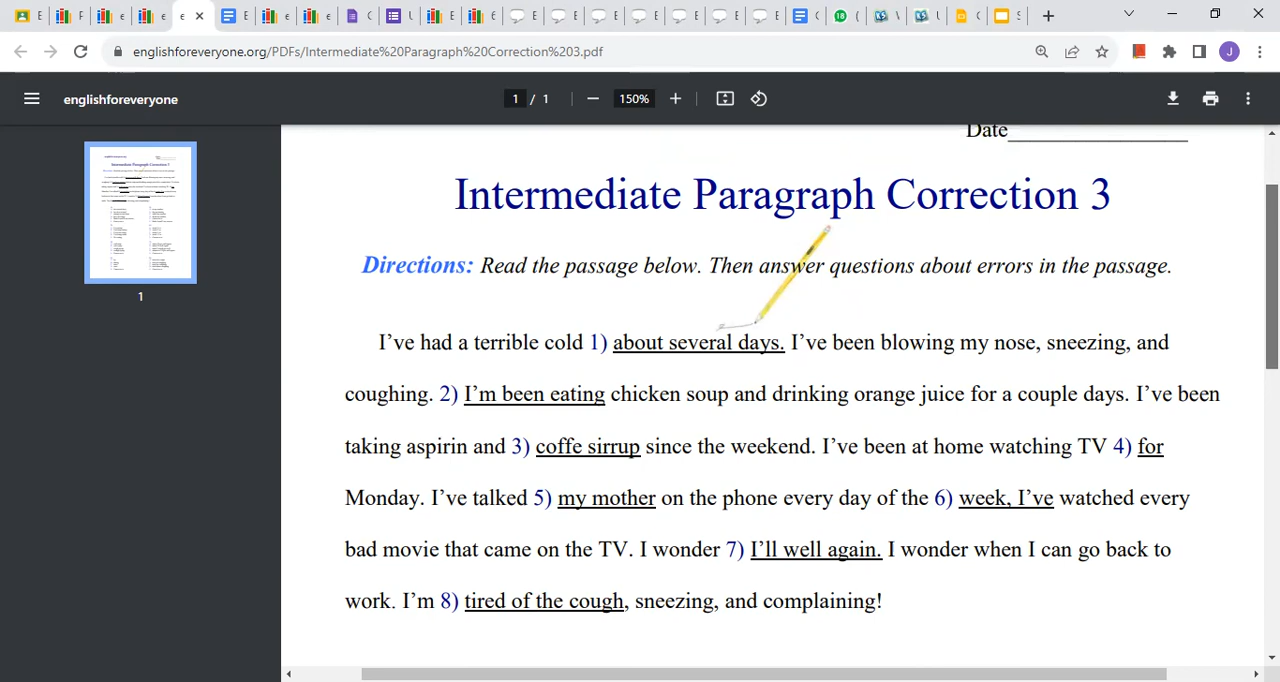 englishforeveryone.org/PDFs/Intermediate%20Paragraph%20Correction%203.pdf
J
englishforeveryone
1 / 1
150%
1
Date
Intermediate Paragraph Correction 3
Directions: Read the passage below. Then answer questions about errors in the passage.
I’ve had a terrible cold 1) about several days. I’ve been blowing my nose, sneezing, and
coughing. 2) I’m been eating chicken soup and drinking orange juice for a couple days. I’ve been
taking aspirin and 3) coffe sirrup since the weekend. I’ve been at home watching TV 4) for
Monday. I’ve talked 5) my mother on the phone every day of the 6) week, I’ve watched every
bad movie that came on the TV. I wonder 7) I’ll well again. I wonder when I can go back to
work. I’m 8) tired of the cough, sneezing, and complaining!